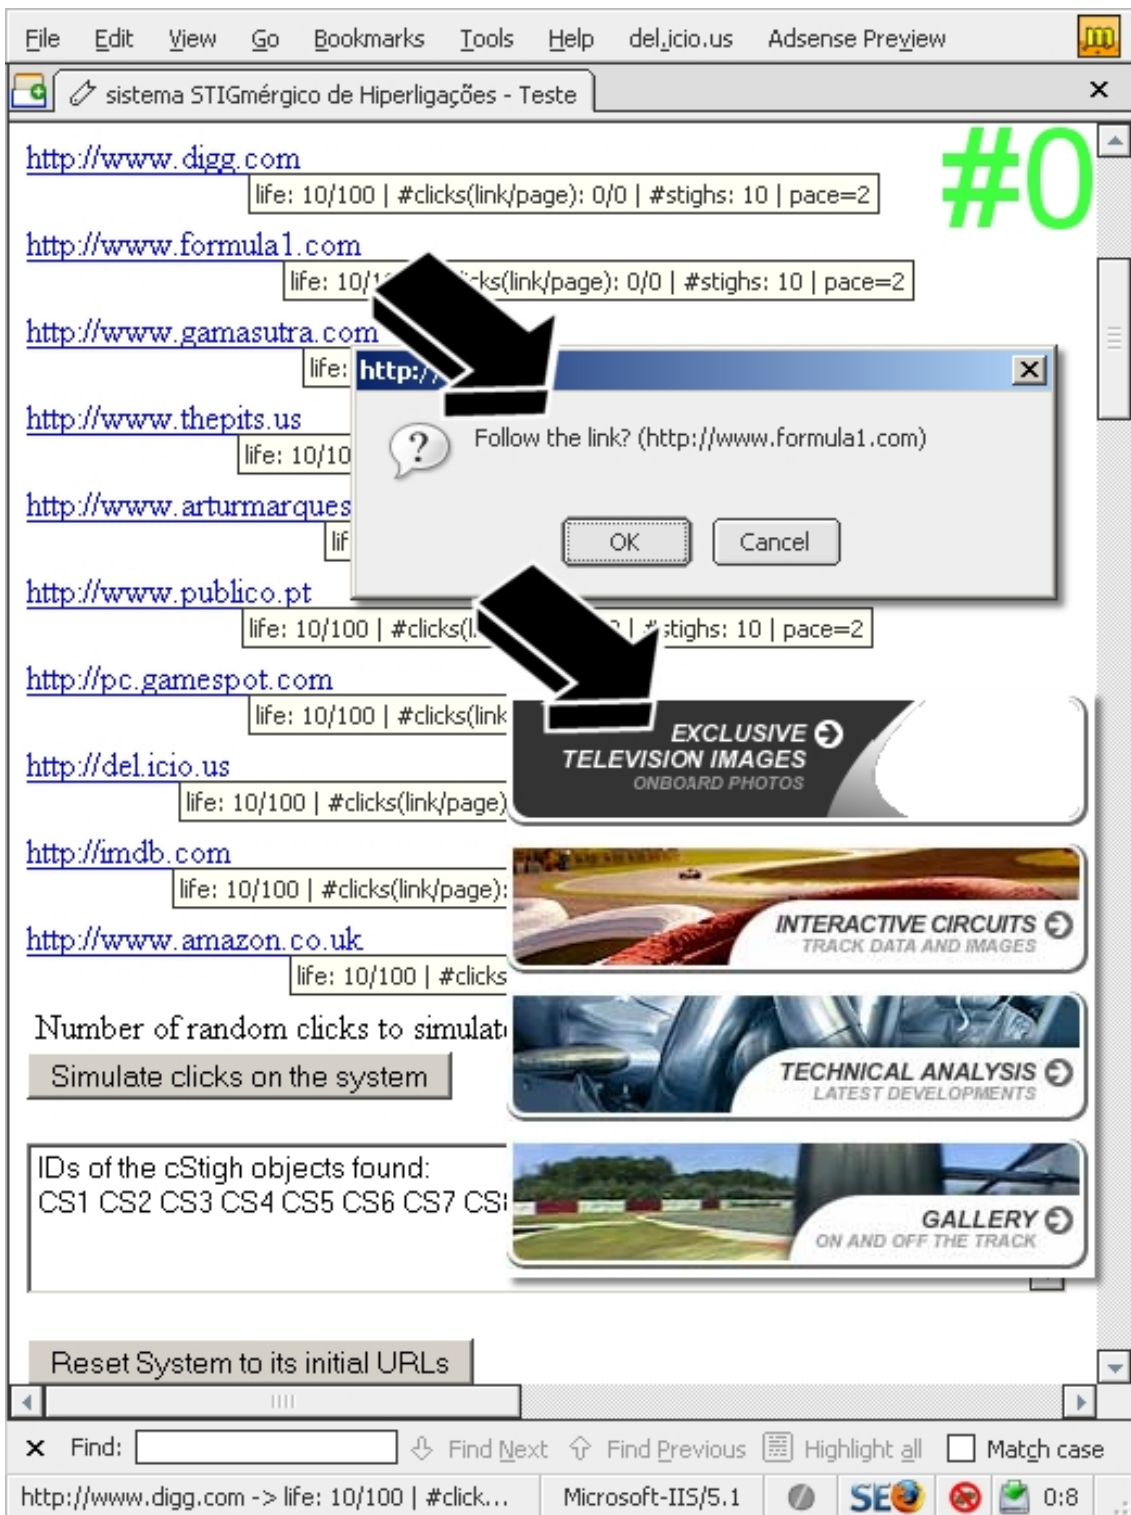 File Edit View Go Bookmarks Tools Help del.icio.us Adsense Preview
sistema STIGmérgico de Hiperligações - Teste
#0
http://www.digg.com
life: 10/100 | #clicks(link/page): 0/0 | #stighs: 10 | pace=2
http://www.formula1.com
life: 10/1 cks(link/page): 0/0 | #stighs: 10 | pace=2
http://www.gamasutra.com
life:
http://
http://www.thepits.us
life: 10/10
Follow the link? (http://www.formula1.com)
http://www.arturmarques
lif
OK Cancel
http://www.publico.pt
life: 10/100 | #clicks(l | #stighs: 10 | pace=2
http://pc.gamespot.com
life: 10/100 | #clicks(link
EXCLUSIVE
TELEVISION IMAGES
ONBOARD PHOTOS
http://del.icio.us
life: 10/100 | #clicks(link/page)
http://imdb.com
life: 10/100 | #clicks(link/page):
http://www.amazon.co.uk
life: 10/100 | #clicks
INTERACTIVE CIRCUITS
TRACK DATA AND IMAGES
Number of random clicks to simulat
Simulate clicks on the system
TECHNICAL ANALYSIS
LATEST DEVELOPMENTS
IDs of the cStigh objects found:
CS1 CS2 CS3 CS4 CS5 CS6 CS7 CS
GALLERY
ON AND OFF THE TRACK
Reset System to its initial URLs
Find: Find Next Find Previous Highlight all Match case
http://www.digg.com -> life: 10/100 | #click... Microsoft-IIS/5.1 SEO 0:8